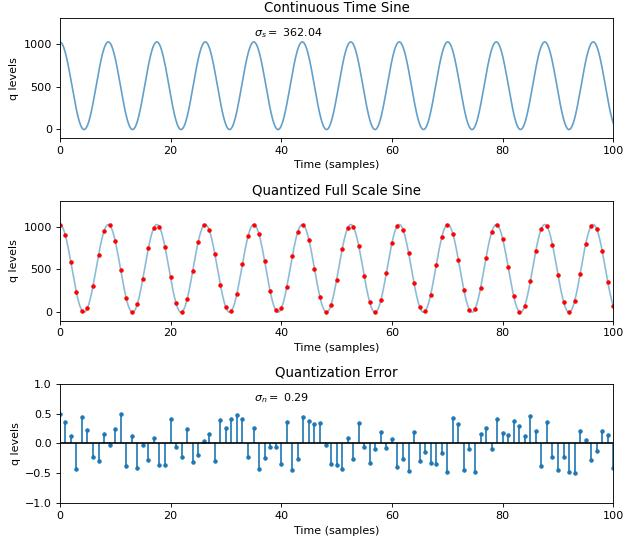 Continuous Time Sine
σs = 362.04
1000
500
0
q levels
0 20 40 60 80 100
Time (samples)
Quantized Full Scale Sine
1000
500
0
q levels
0 20 40 60 80 100
Time (samples)
Quantization Error
σn = 0.29
1.0
0.5
0.0
−0.5
−1.0
q levels
0 20 40 60 80 100
Time (samples)